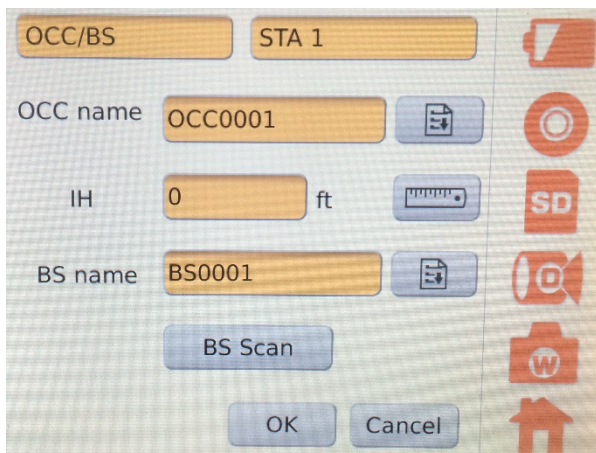 OCC/BS STA 1
OCC name OCC0001
IH 0 ft
SD
BS name BS0001
D
BS Scan
W
OK Cancel